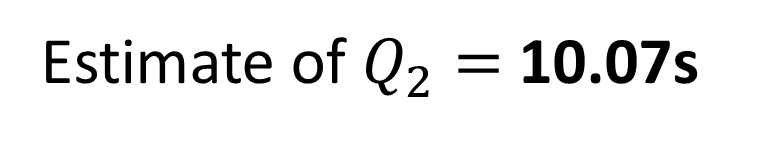 Estimate of Q₂ = 10.07s